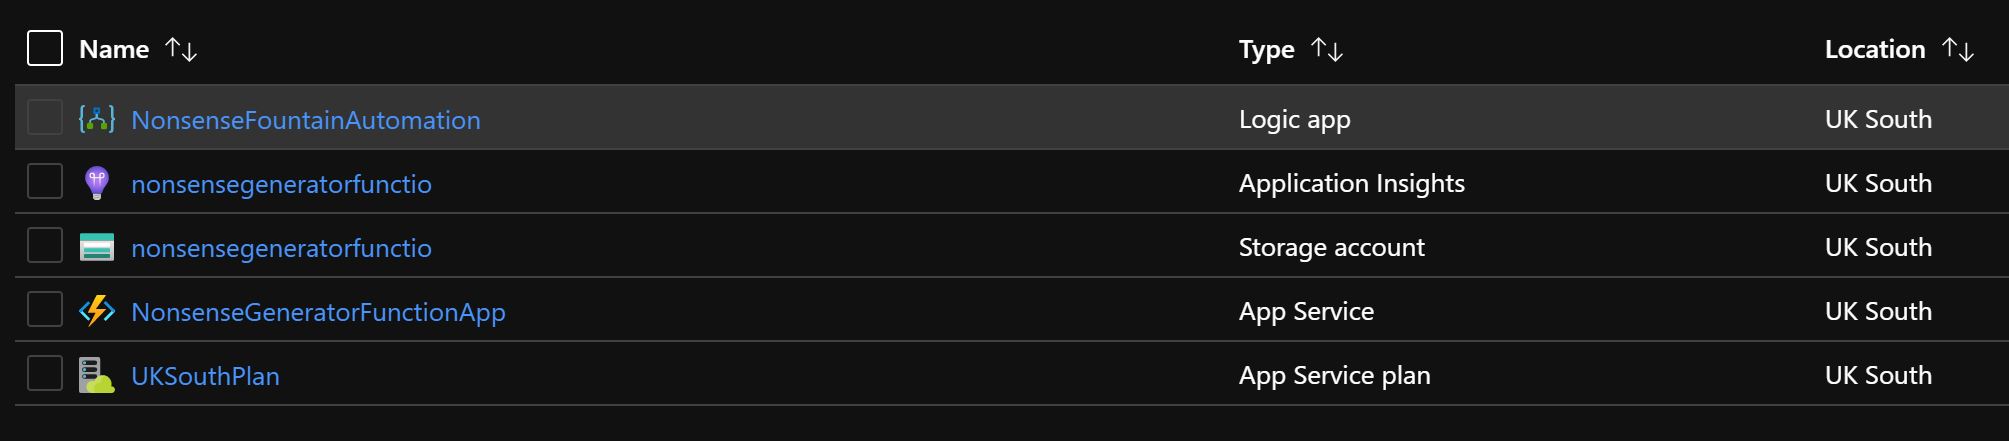 Name ↑↓ Type ↑↓ Location ↑↓
NonsenseFountainAutomation Logic app UK South
nonsensegeneratorfunctio Application Insights UK South
nonsensegeneratorfunctio Storage account UK South
NonsenseGeneratorFunctionApp App Service UK South
UKSouthPlan App Service plan UK South